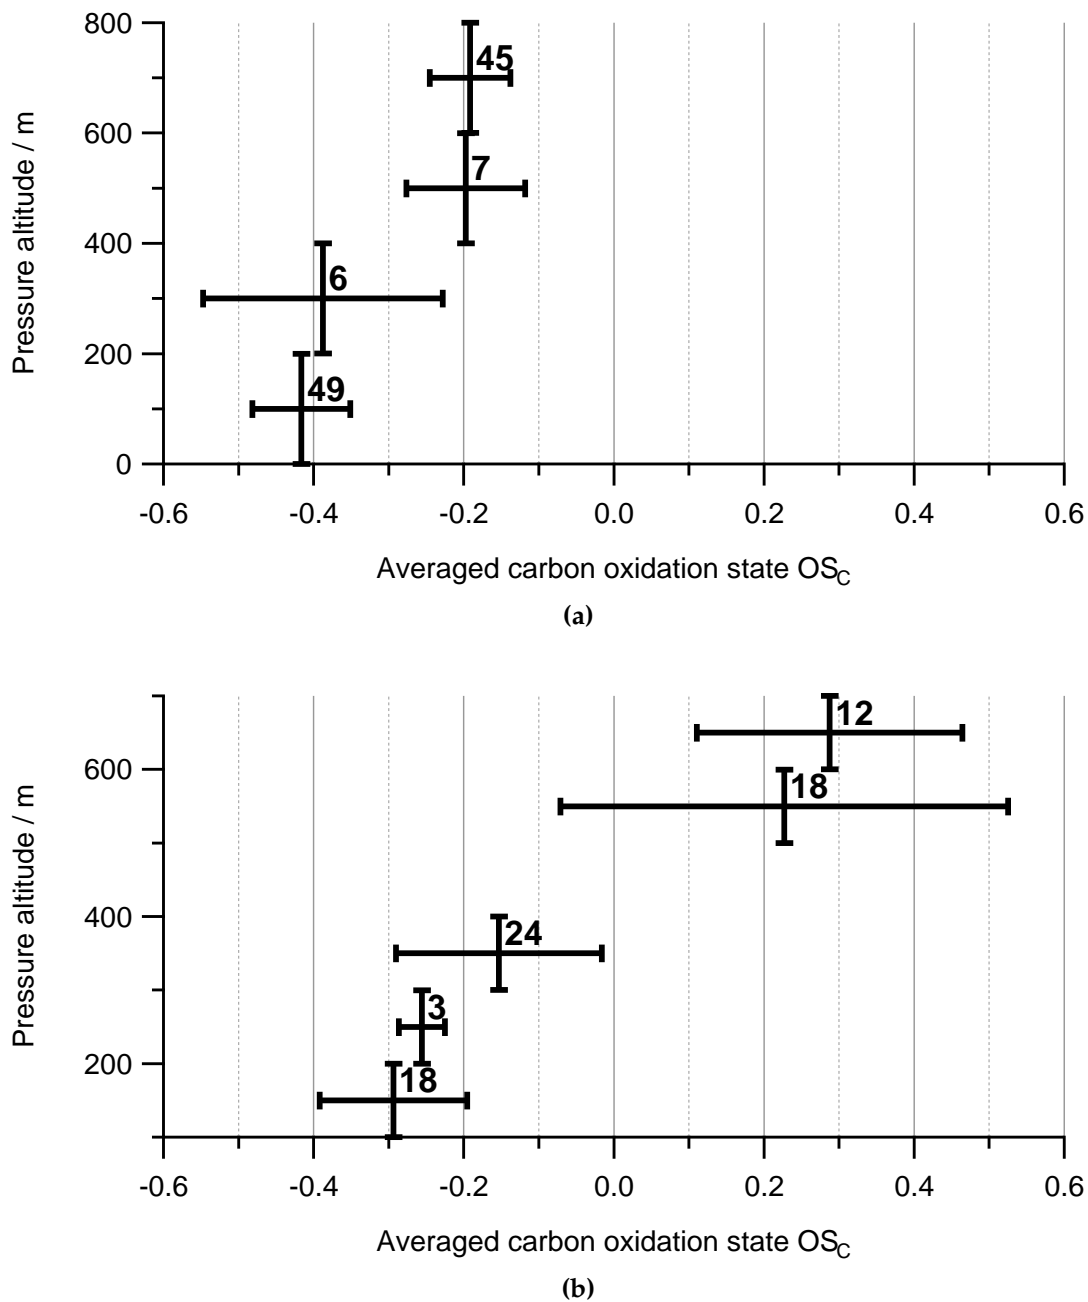 800
45
600
7
Pressure altitude / m
400
6
200
49
0
-0.6 -0.4 -0.2 0.0 0.2 0.4 0.6
Averaged carbon oxidation state OS_C
(a)
12
600
18
Pressure altitude / m
400
24
3
200
18
-0.6 -0.4 -0.2 0.0 0.2 0.4 0.6
Averaged carbon oxidation state OS_C
(b)